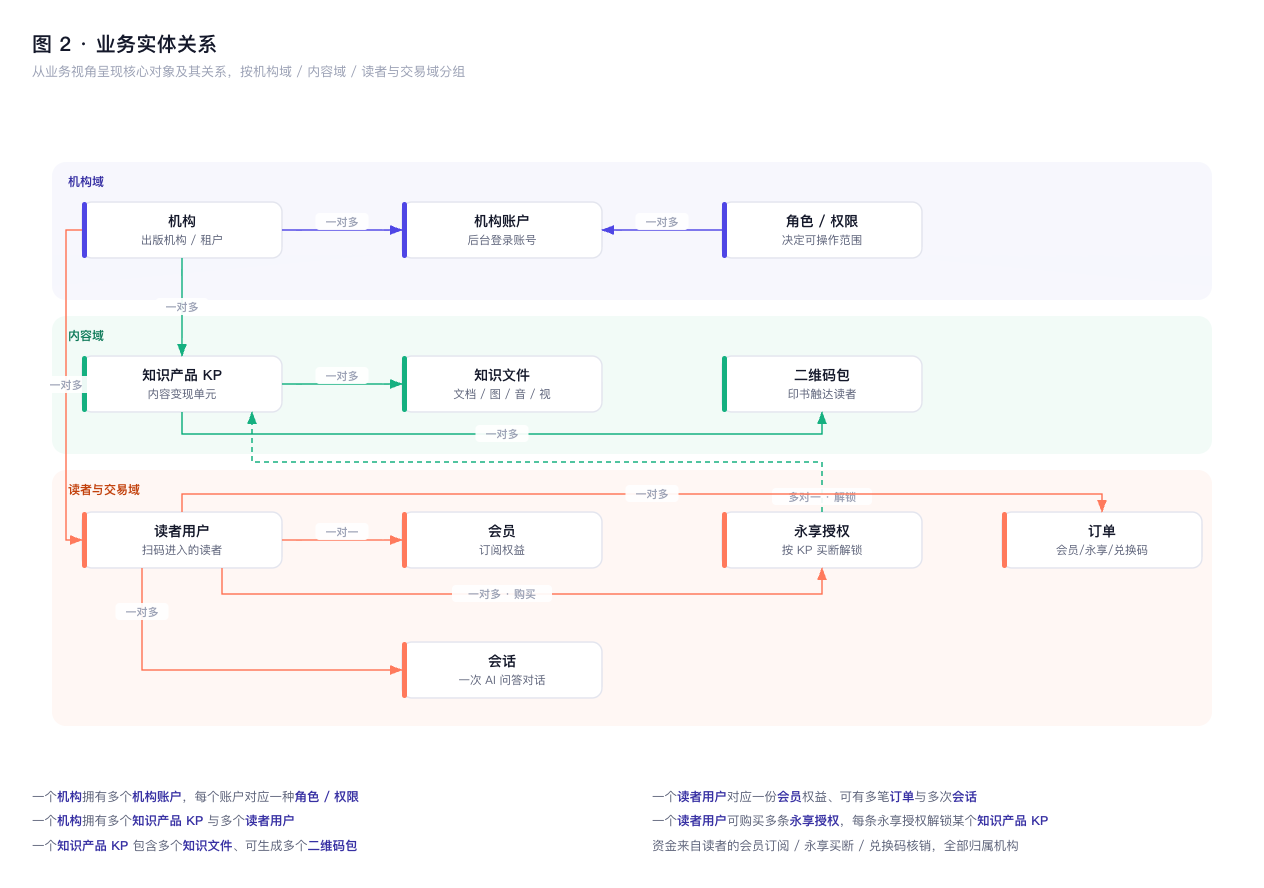 图 2 · 业务实体关系
从业务视角呈现核心对象及其关系，按机构域 / 内容域 / 读者与交易域分组
机构域
机构
出版机构 / 租户
一对多
机构账户
后台登录账号
一对多
角色 / 权限
决定可操作范围
一对多
内容域
知识产品 KP
内容变现单元
一对多
知识文件
文档 / 图 / 音 / 视
二维码包
印书触达读者
一对多
一对多
读者与交易域
一对多
多对一 · 解锁
读者用户
扫码进入的读者
一对一
会员
订阅权益
永享授权
按 KP 买断解锁
订单
会员/永享/兑换码
一对多 · 购买
一对多
会话
一次 AI 问答对话
一个机构拥有多个机构账户，每个账户对应一种角色 / 权限
一个机构拥有多个知识产品 KP 与多个读者用户
一个知识产品 KP 包含多个知识文件、可生成多个二维码包
一个读者用户对应一份会员权益、可有多笔订单与多次会话
一个读者用户可购买多条永享授权，每条永享授权解锁某个知识产品 KP
资金来自读者的会员订阅 / 永享买断 / 兑换码核销，全部归属机构